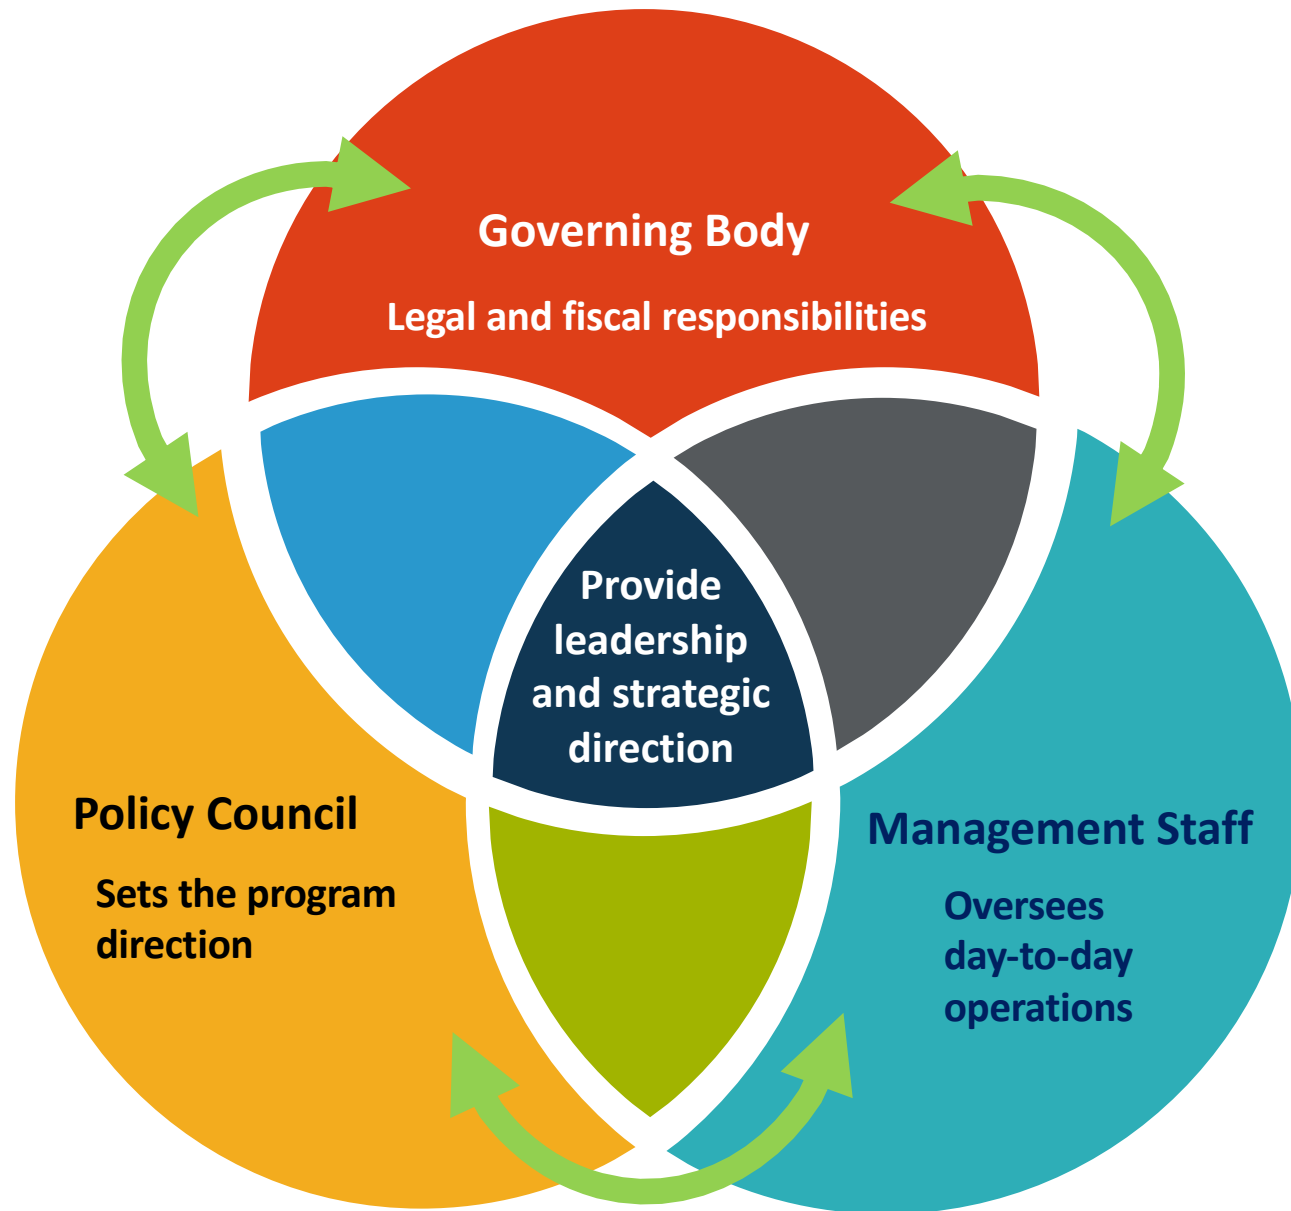 Governing Body
Legal and fiscal responsibilities
Provide
leadership
and strategic
direction
Policy Council
Sets the program
direction
Management Staff
Oversees
day-to-day
operations